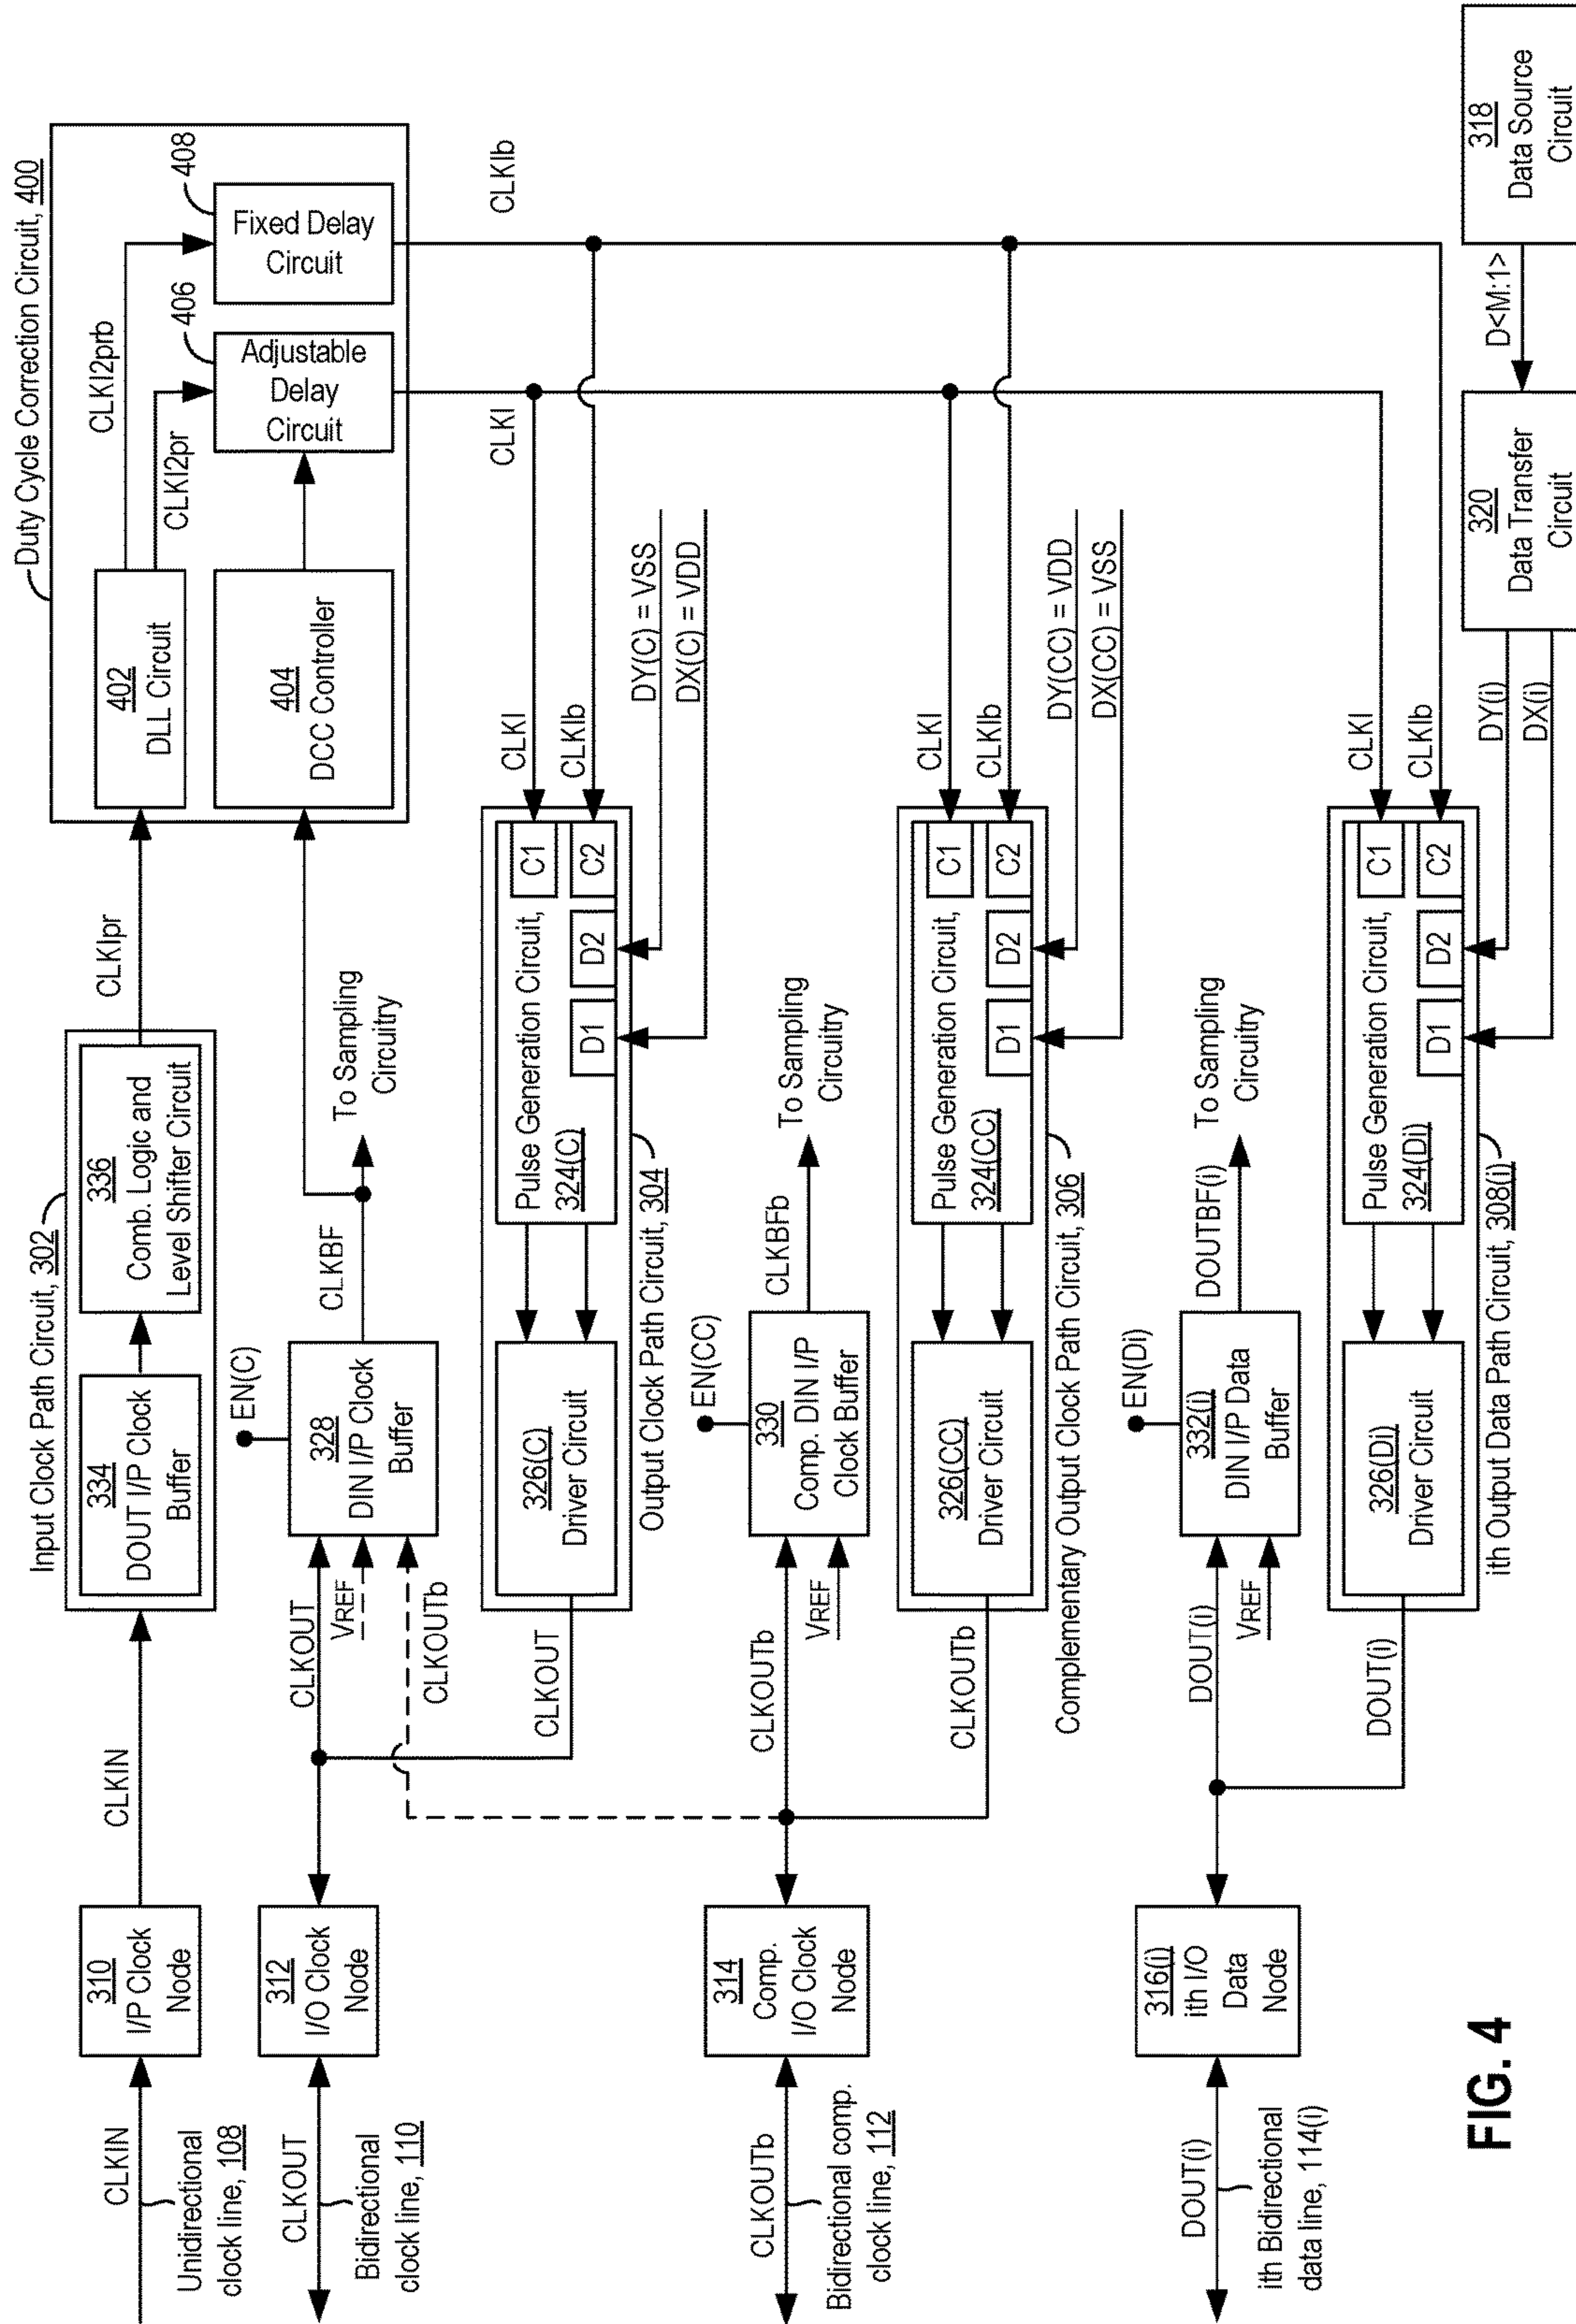 Duty Cycle Correction Circuit, 400
402
DLL Circuit
CLKI2prb
CLKI2pr
404
DCC Controller
406
Adjustable
Delay
Circuit
408
Fixed Delay
Circuit
CLKI
CLKIb
Input Clock Path Circuit, 302
334
DOUT I/P Clock
Buffer
336
Comb. Logic and
Level Shifter Circuit
CLKIpr
CLKIN
310
I/P Clock
Node
CLKIN
Unidirectional
clock line, 108
EN(C)
328
DIN I/P Clock
Buffer
CLKBF
To Sampling
Circuitry
CLKOUT
VREF
CLKOUTb
312
I/O Clock
Node
CLKOUT
Bidirectional
clock line, 110
CLKOUT
326(C)
Driver Circuit
Pulse Generation Circuit,
324(C)
D1
D2
C1
C2
CLKI
CLKIb
DY(C) = VSS
DX(C) = VDD
Output Clock Path Circuit, 304
EN(CC)
330
Comp. DIN I/P
Clock Buffer
CLKBFb
To Sampling
Circuitry
CLKOUTb
VREF
314
Comp.
I/O Clock
Node
CLKOUTb
Bidirectional comp.
clock line, 112
CLKOUTb
326(CC)
Driver Circuit
Pulse Generation Circuit,
324(CC)
D1
D2
C1
C2
CLKI
CLKIb
DY(CC) = VDD
DX(CC) = VSS
Complementary Output Clock Path Circuit, 306
EN(Di)
332(i)
DIN I/P Data
Buffer
DOUTBF(i)
To Sampling
Circuitry
DOUT(i)
VREF
316(i)
ith I/O
Data
Node
DOUT(i)
ith Bidirectional
data line, 114(i)
DOUT(i)
326(Di)
Driver Circuit
Pulse Generation Circuit,
324(Di)
D1
D2
C1
C2
CLKI
CLKIb
DY(i)
DX(i)
ith Output Data Path Circuit, 308(i)
320
Data Transfer
Circuit
D<M:1>
318
Data Source
Circuit
FIG. 4